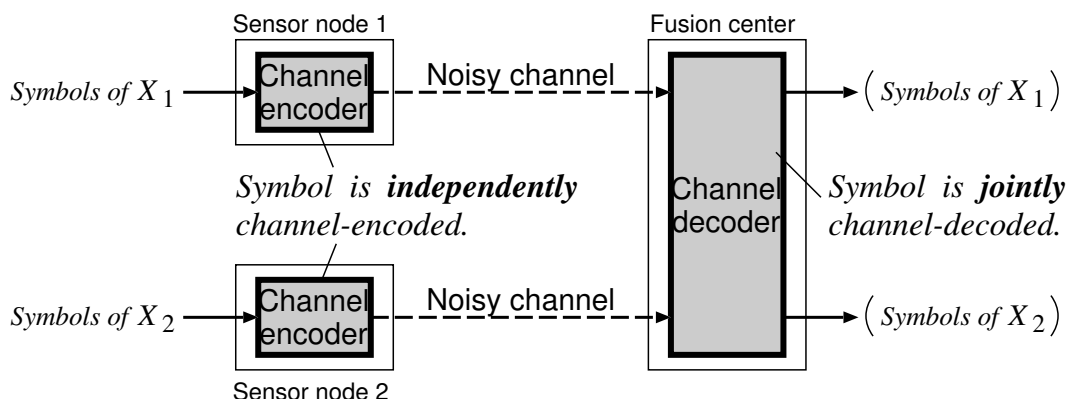 Sensor node 1
Fusion center
Symbols of X 1
Channel
encoder
Noisy channel
( Symbols of X 1 )
Symbol is independently
channel-encoded.
Channel
decoder
Symbol is jointly
channel-decoded.
Symbols of X 2
Channel
encoder
Noisy channel
( Symbols of X 2 )
Sensor node 2